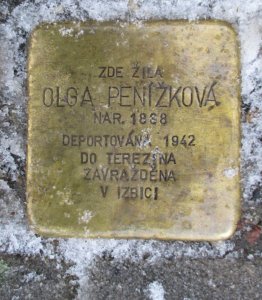 ZDE ŽILA
OLGA PENÍŽKOVÁ
NAR. 1888
DEPORTOVÁNA 1942
DO TEREZÍNA
ZAVRAŽDĚNA
V IZBICI